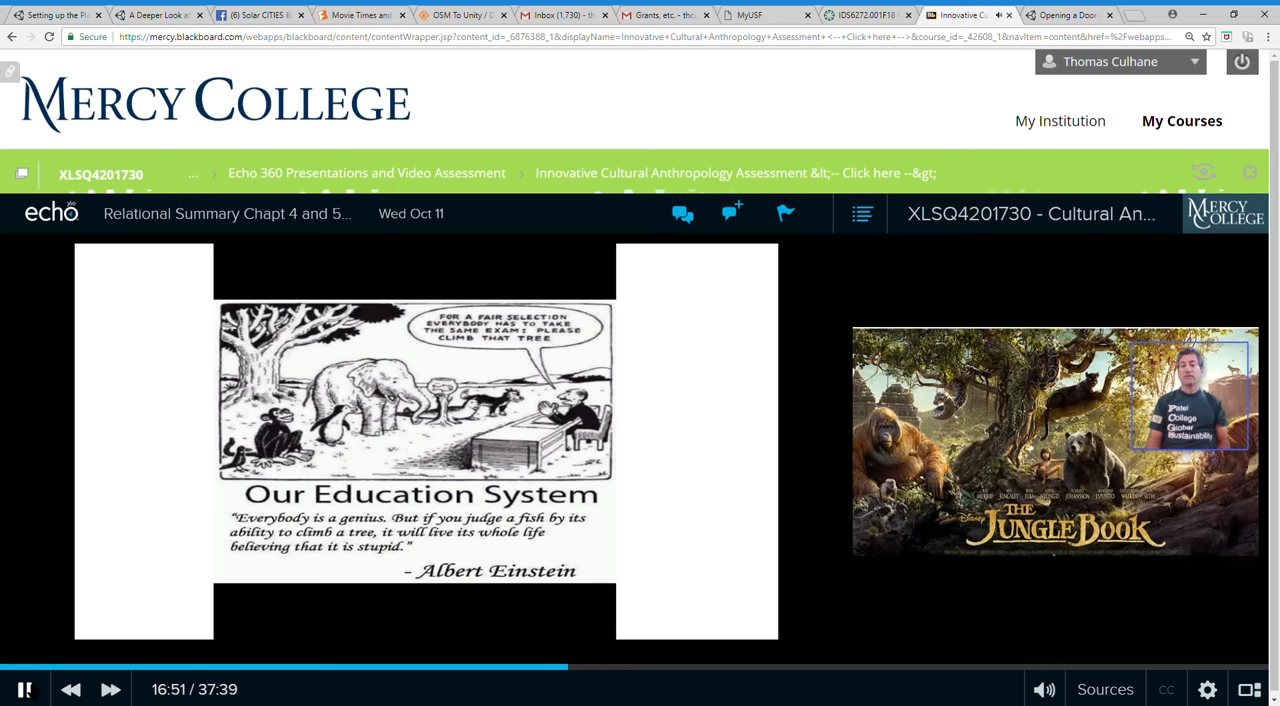 Setting up the Pla
A Deeper Look at
(6) Solar CITIES &
Movie Times and
OSM To Unity / D
Inbox (1,730) - th
Grants, etc. - thcu
MyUSF
IDS6272.001F18
Innovative Cu
Opening a Door
Secure https://mercy.blackboard.com/webapps/blackboard/content/contentWrapper.jsp?content_id=_6876388_1&displayName=Innovative+Cultural+Anthropology+Assessment+<--+Click+here+-->&course_id=_42608_1&navItem=content&href=%2Fwebapps...
Thomas Culhane
MERCY COLLEGE
My Institution My Courses
XLSQ4201730 ... › Echo 360 Presentations and Video Assessment › Innovative Cultural Anthropology Assessment &lt;-- Click here --&gt;
echo 360 Relational Summary Chapt 4 and 5... Wed Oct 11 XLSQ4201730 - Cultural An... MERCY COLLEGE
FOR A FAIR SELECTION
EVERYBODY HAS TO TAKE
THE SAME EXAM: PLEASE
CLIMB THAT TREE
Our Education System
"Everybody is a genius. But if you judge a fish by its
ability to climb a tree, it will live its whole life
believing that it is stupid."
- Albert Einstein
Patel
College
Global
Sustainability
Disney
THE
JUNGLE BOOK
16:51 / 37:39 Sources CC